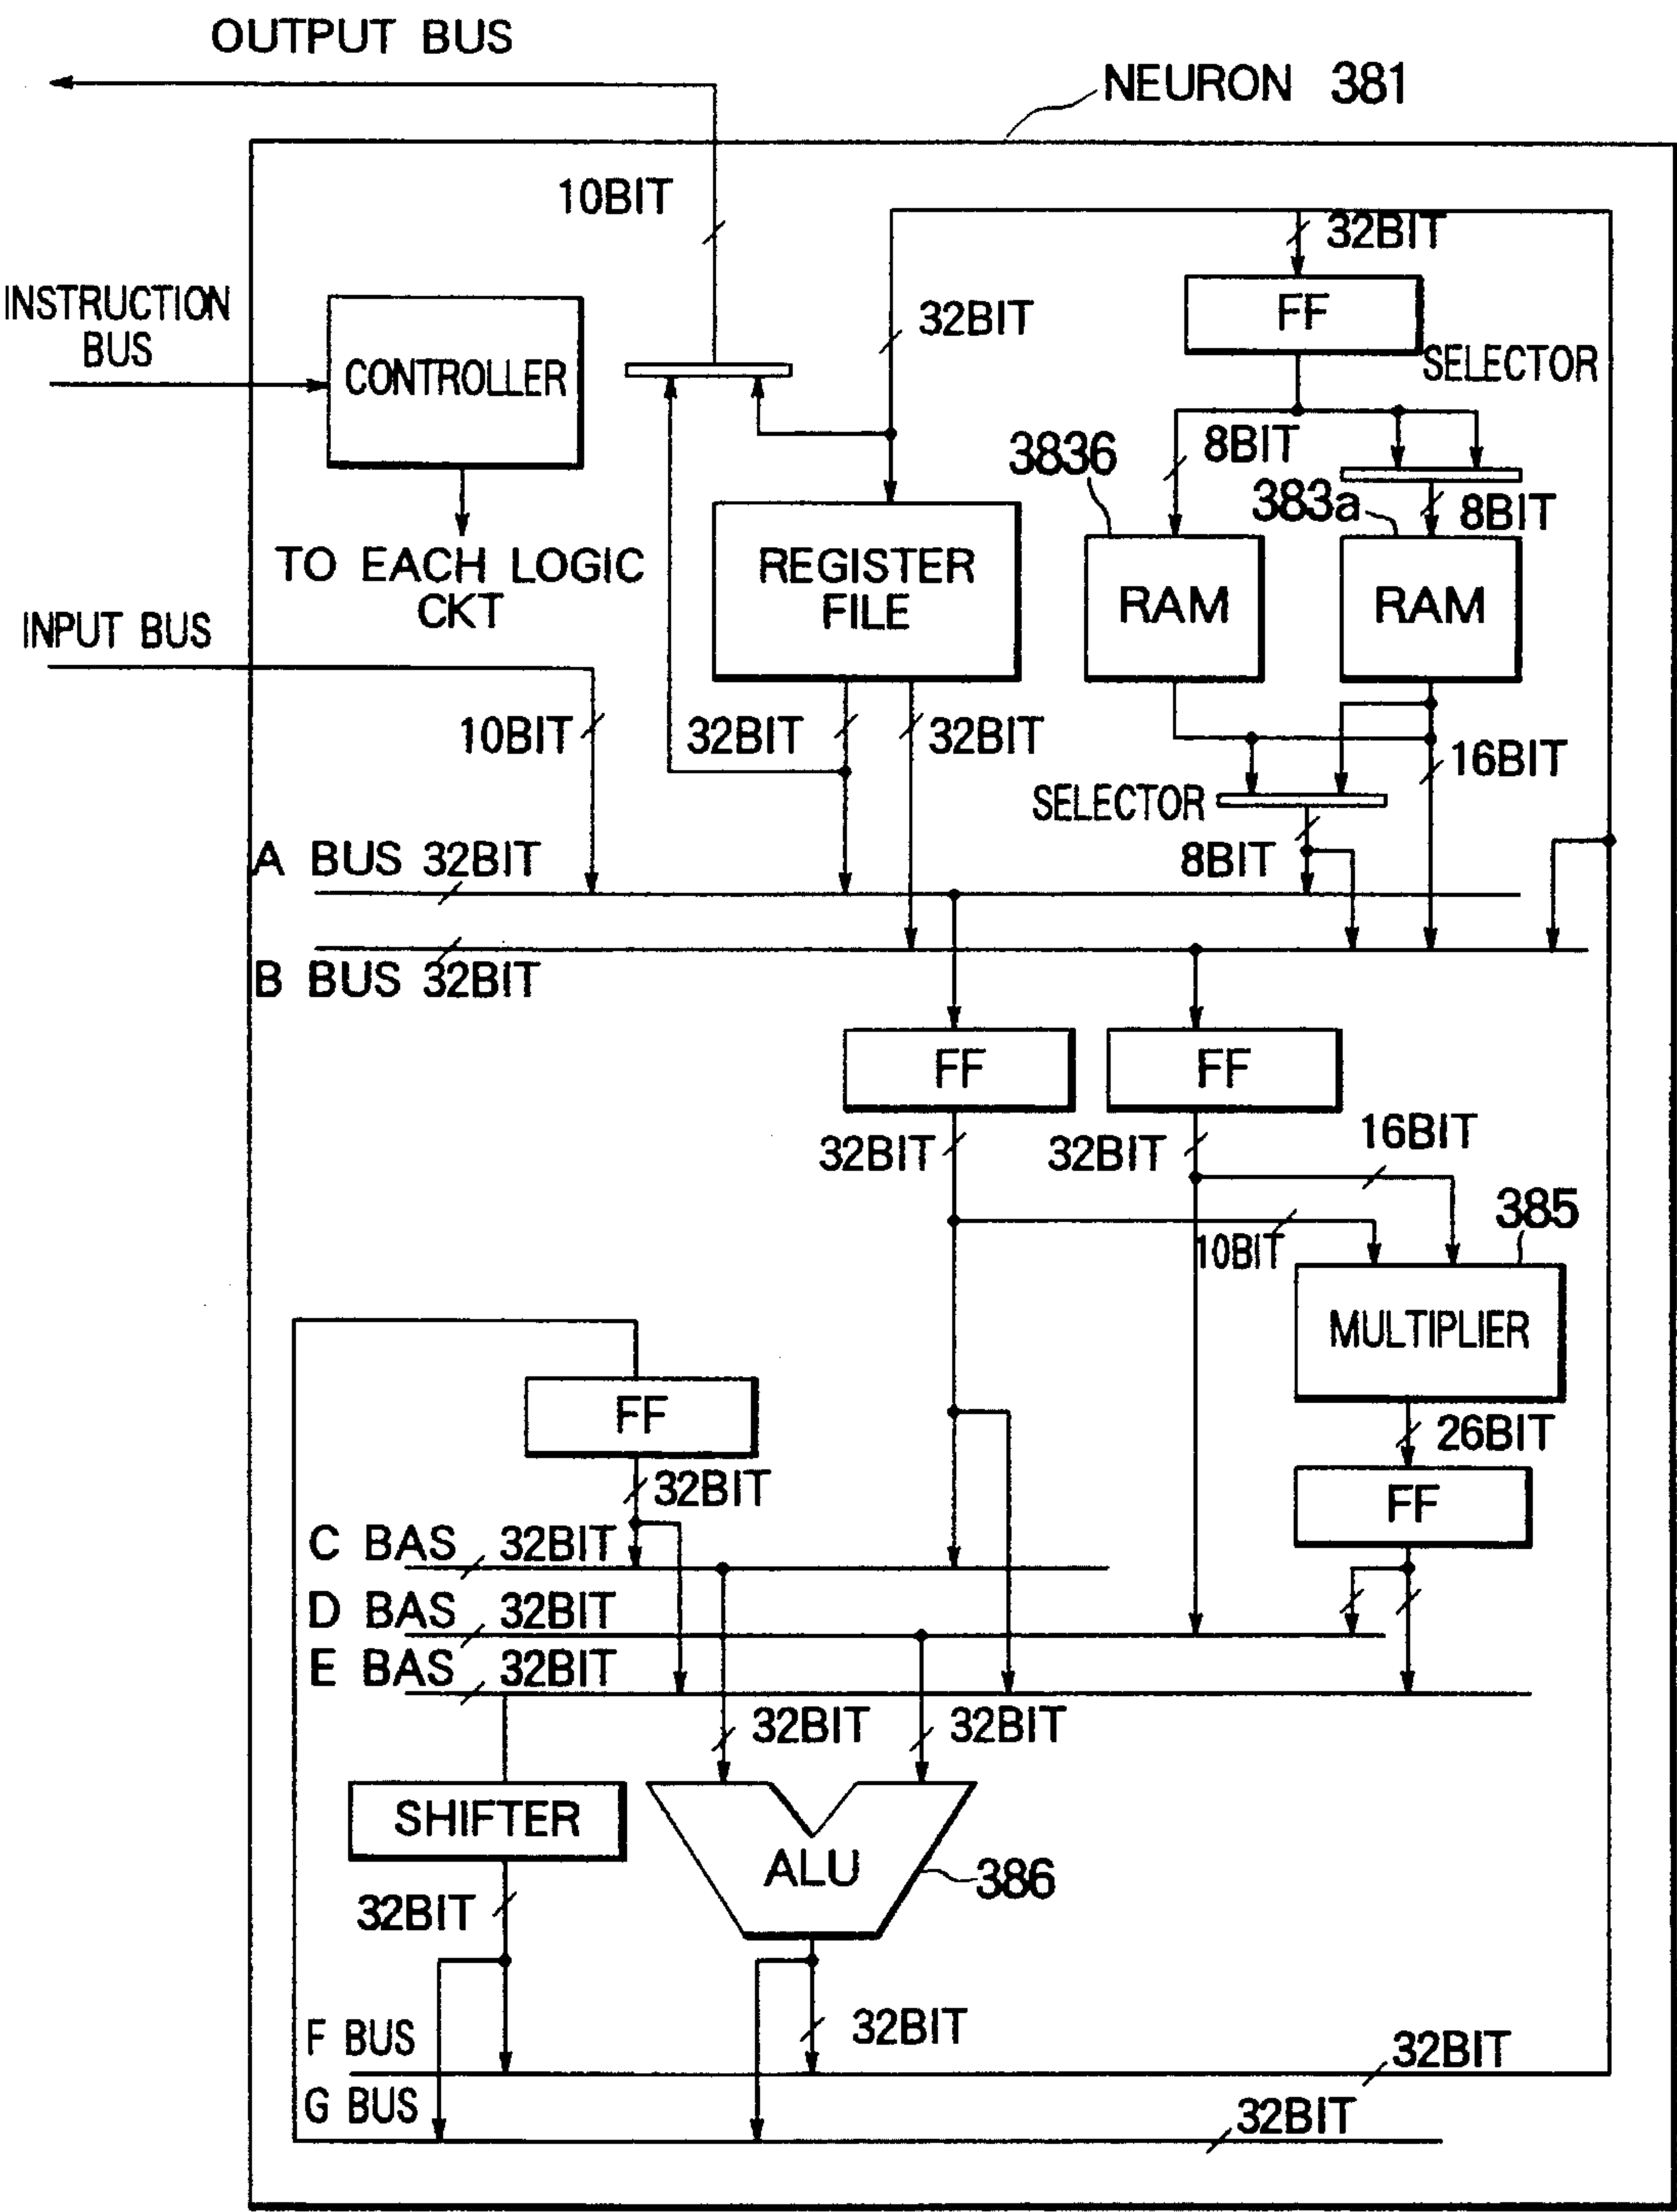 OUTPUT BUS
NEURON 381
10BIT
32BIT
INSTRUCTION
BUS
CONTROLLER
32BIT
FF
SELECTOR
TO EACH LOGIC
CKT
3836
8BIT
383a
8BIT
REGISTER
FILE
RAM
RAM
INPUT BUS
10BIT
32BIT
32BIT
16BIT
SELECTOR
8BIT
A BUS 32BIT
B BUS 32BIT
FF
FF
32BIT
32BIT
16BIT
10BIT
385
MULTIPLIER
FF
32BIT
26BIT
FF
C BAS 32BIT
D BAS 32BIT
E BAS 32BIT
32BIT
32BIT
SHIFTER
ALU
386
32BIT
32BIT
F BUS
32BIT
G BUS
32BIT